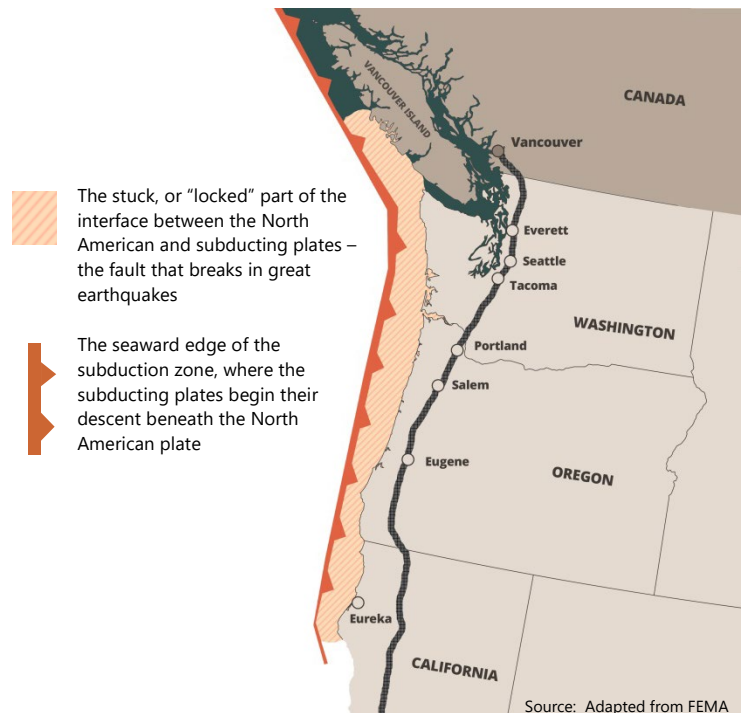 The stuck, or “locked” part of the
interface between the North
American and subducting plates –
the fault that breaks in great
earthquakes
The seaward edge of the
subduction zone, where the
subducting plates begin their
descent beneath the North
American plate
CANADA
VANCOUVER ISLAND
Vancouver
Everett
Seattle
Tacoma
WASHINGTON
Portland
Salem
Eugene
OREGON
Eureka
CALIFORNIA
Source: Adapted from FEMA